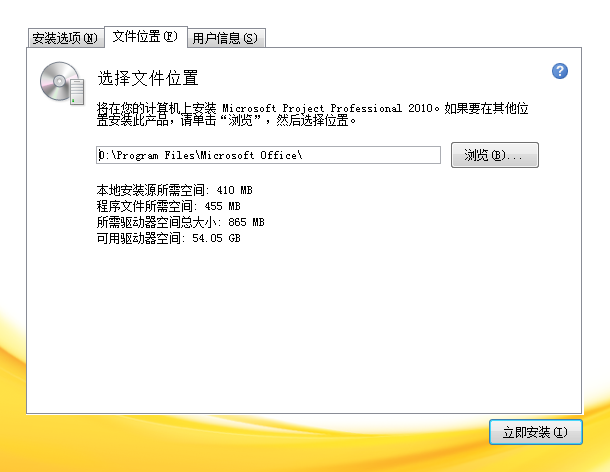 安装选项(N) 文件位置(F) 用户信息(S)
选择文件位置
将在您的计算机上安装 Microsoft Project Professional 2010。如果要在其他位
置安装此产品，请单击“浏览”，然后选择位置。
D:\Program Files\Microsoft Office\ 浏览(B)...
本地安装源所需空间: 410 MB
程序文件所需空间: 455 MB
所需驱动器空间总大小: 865 MB
可用驱动器空间: 54.05 GB
立即安装(I)